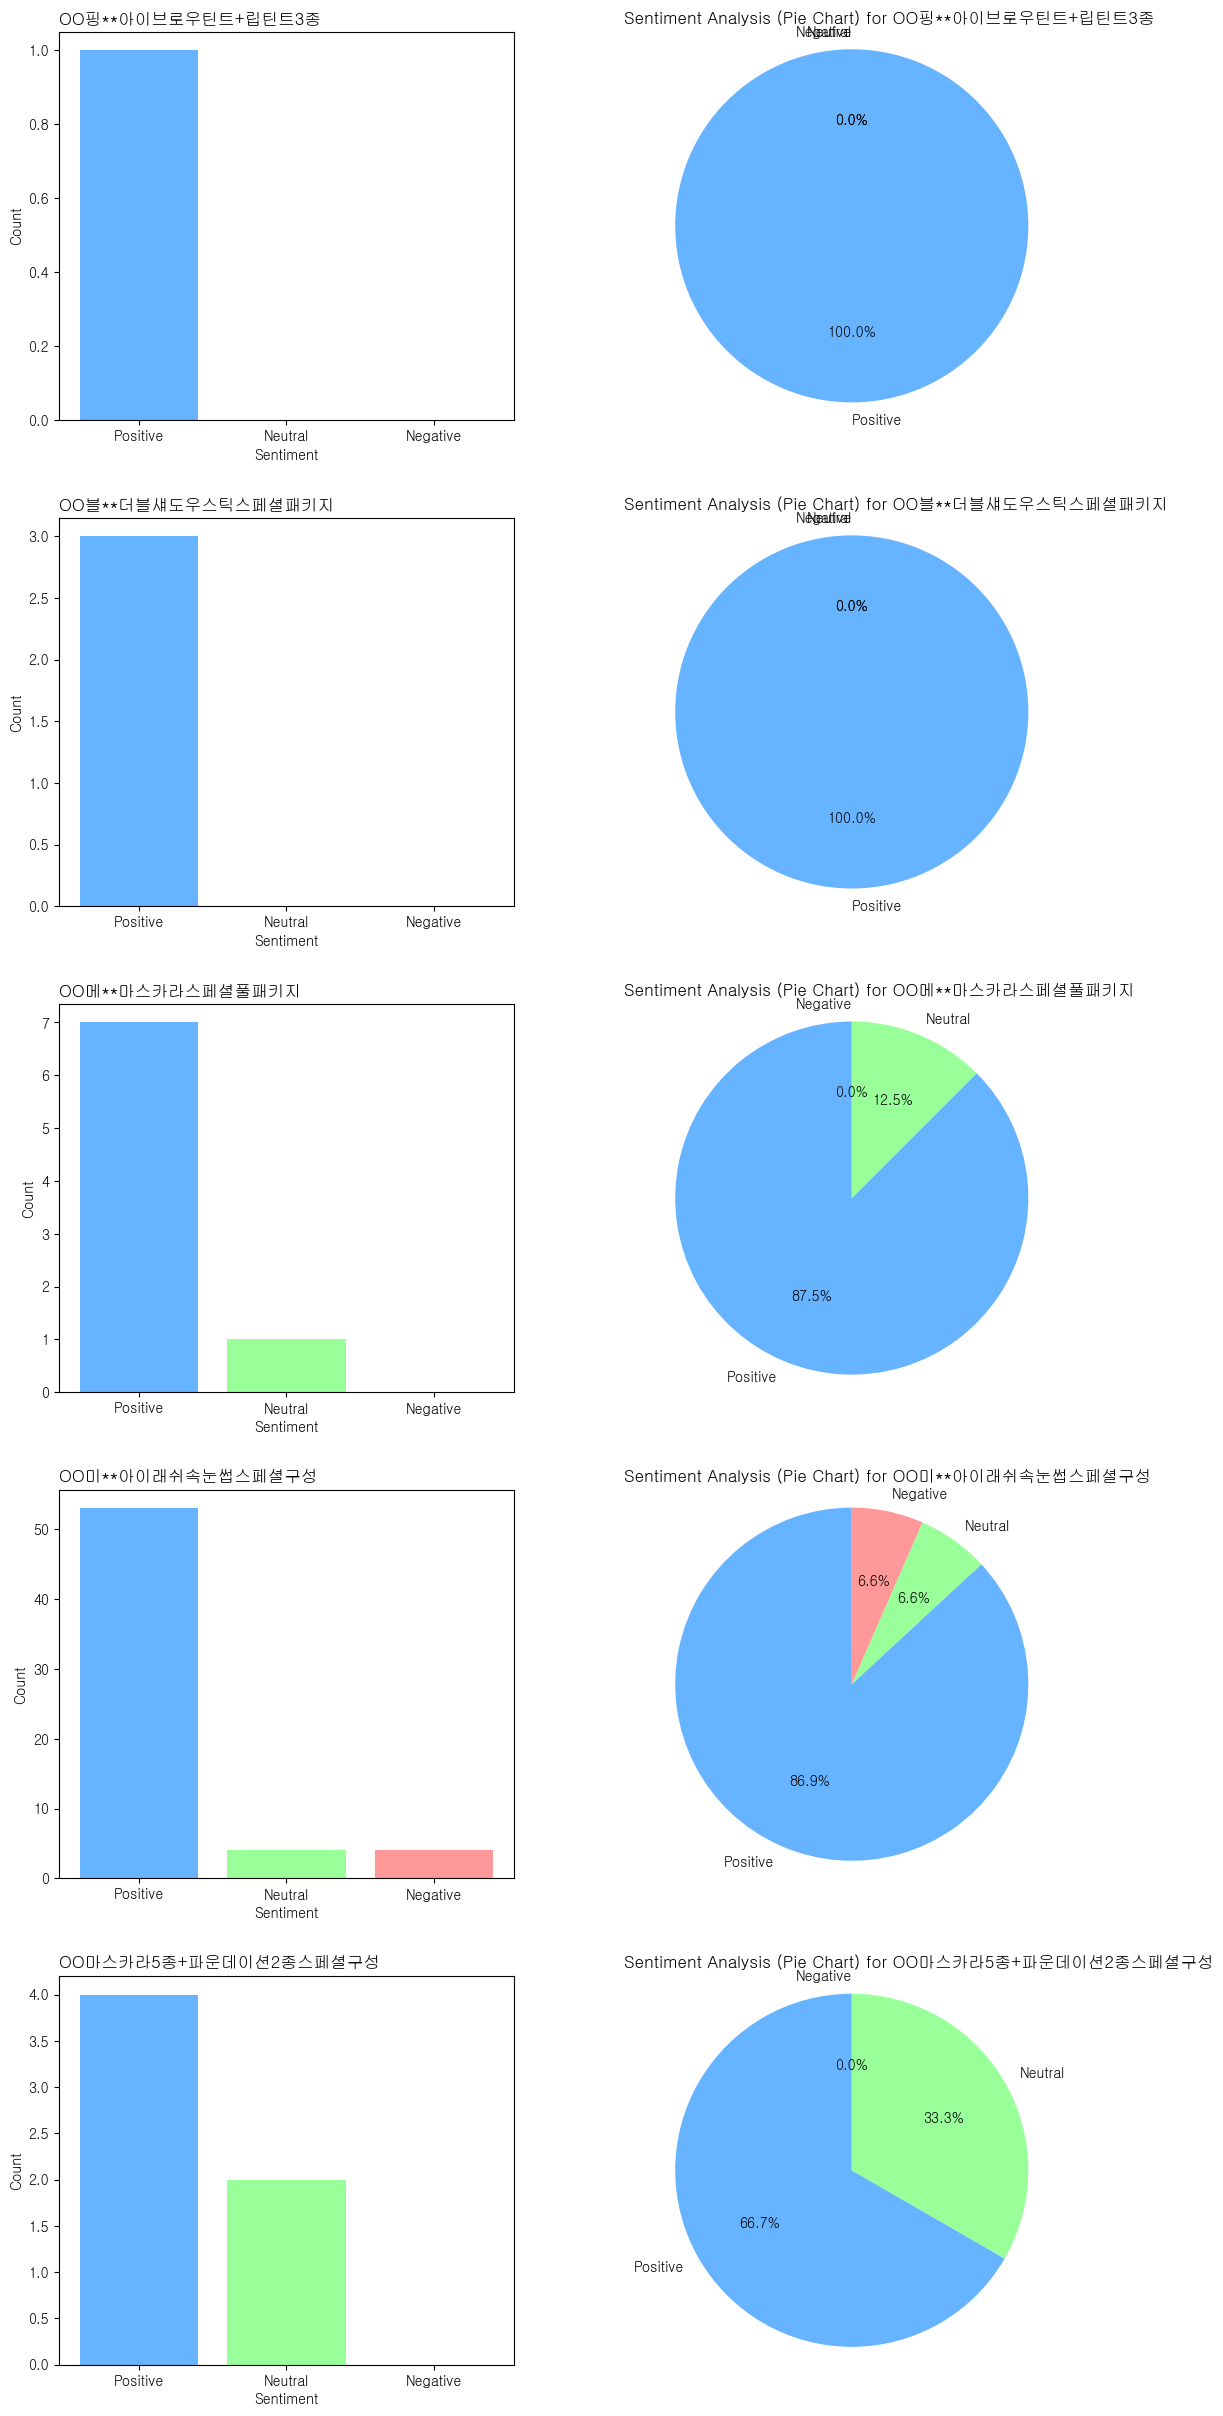 OO핑**아이브로우틴트+립틴트3종
1.0
0.8
0.6
0.4
0.2
0.0
Count
Positive
Neutral
Negative
Sentiment
Sentiment Analysis (Pie Chart) for OO핑**아이브로우틴트+립틴트3종
Negative
Neutral
0.0%
100.0%
Positive
OO블**더블섀도우스틱스페셜패키지
3.0
2.5
2.0
1.5
1.0
0.5
0.0
Count
Positive
Neutral
Negative
Sentiment
Sentiment Analysis (Pie Chart) for OO블**더블섀도우스틱스페셜패키지
Negative
Neutral
0.0%
100.0%
Positive
OO메**마스카라스페셜풀패키지
7
6
5
4
3
2
1
0
Count
Positive
Neutral
Negative
Sentiment
Sentiment Analysis (Pie Chart) for OO메**마스카라스페셜풀패키지
Negative
Neutral
0.0%
12.5%
87.5%
Positive
OO미**아이래쉬속눈썹스페셜구성
50
40
30
20
10
0
Count
Positive
Neutral
Negative
Sentiment
Sentiment Analysis (Pie Chart) for OO미**아이래쉬속눈썹스페셜구성
Negative
Neutral
6.6%
6.6%
86.9%
Positive
OO마스카라5종+파운데이션2종스페셜구성
4.0
3.5
3.0
2.5
2.0
1.5
1.0
0.5
0.0
Count
Positive
Neutral
Negative
Sentiment
Sentiment Analysis (Pie Chart) for OO마스카라5종+파운데이션2종스페셜구성
Negative
Neutral
0.0%
33.3%
66.7%
Positive